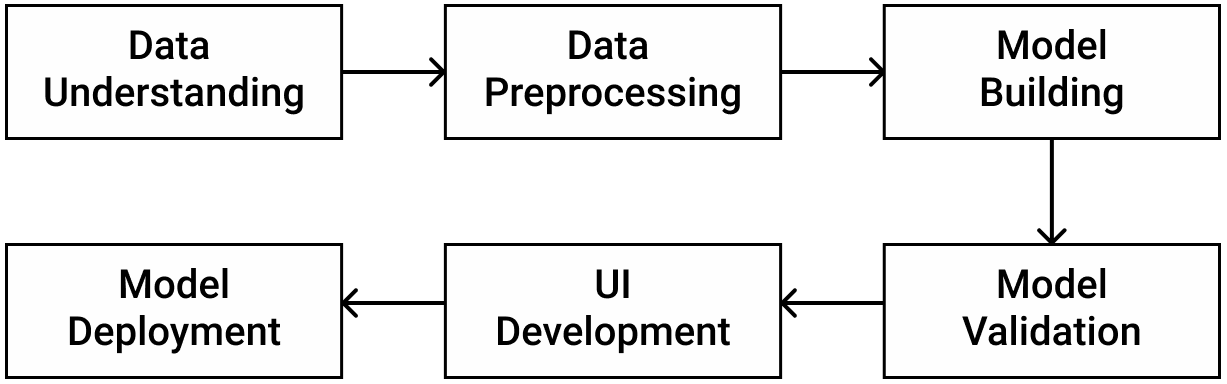 Data
Understanding
Data
Preprocessing
Model
Building
Model
Validation
UI
Development
Model
Deployment